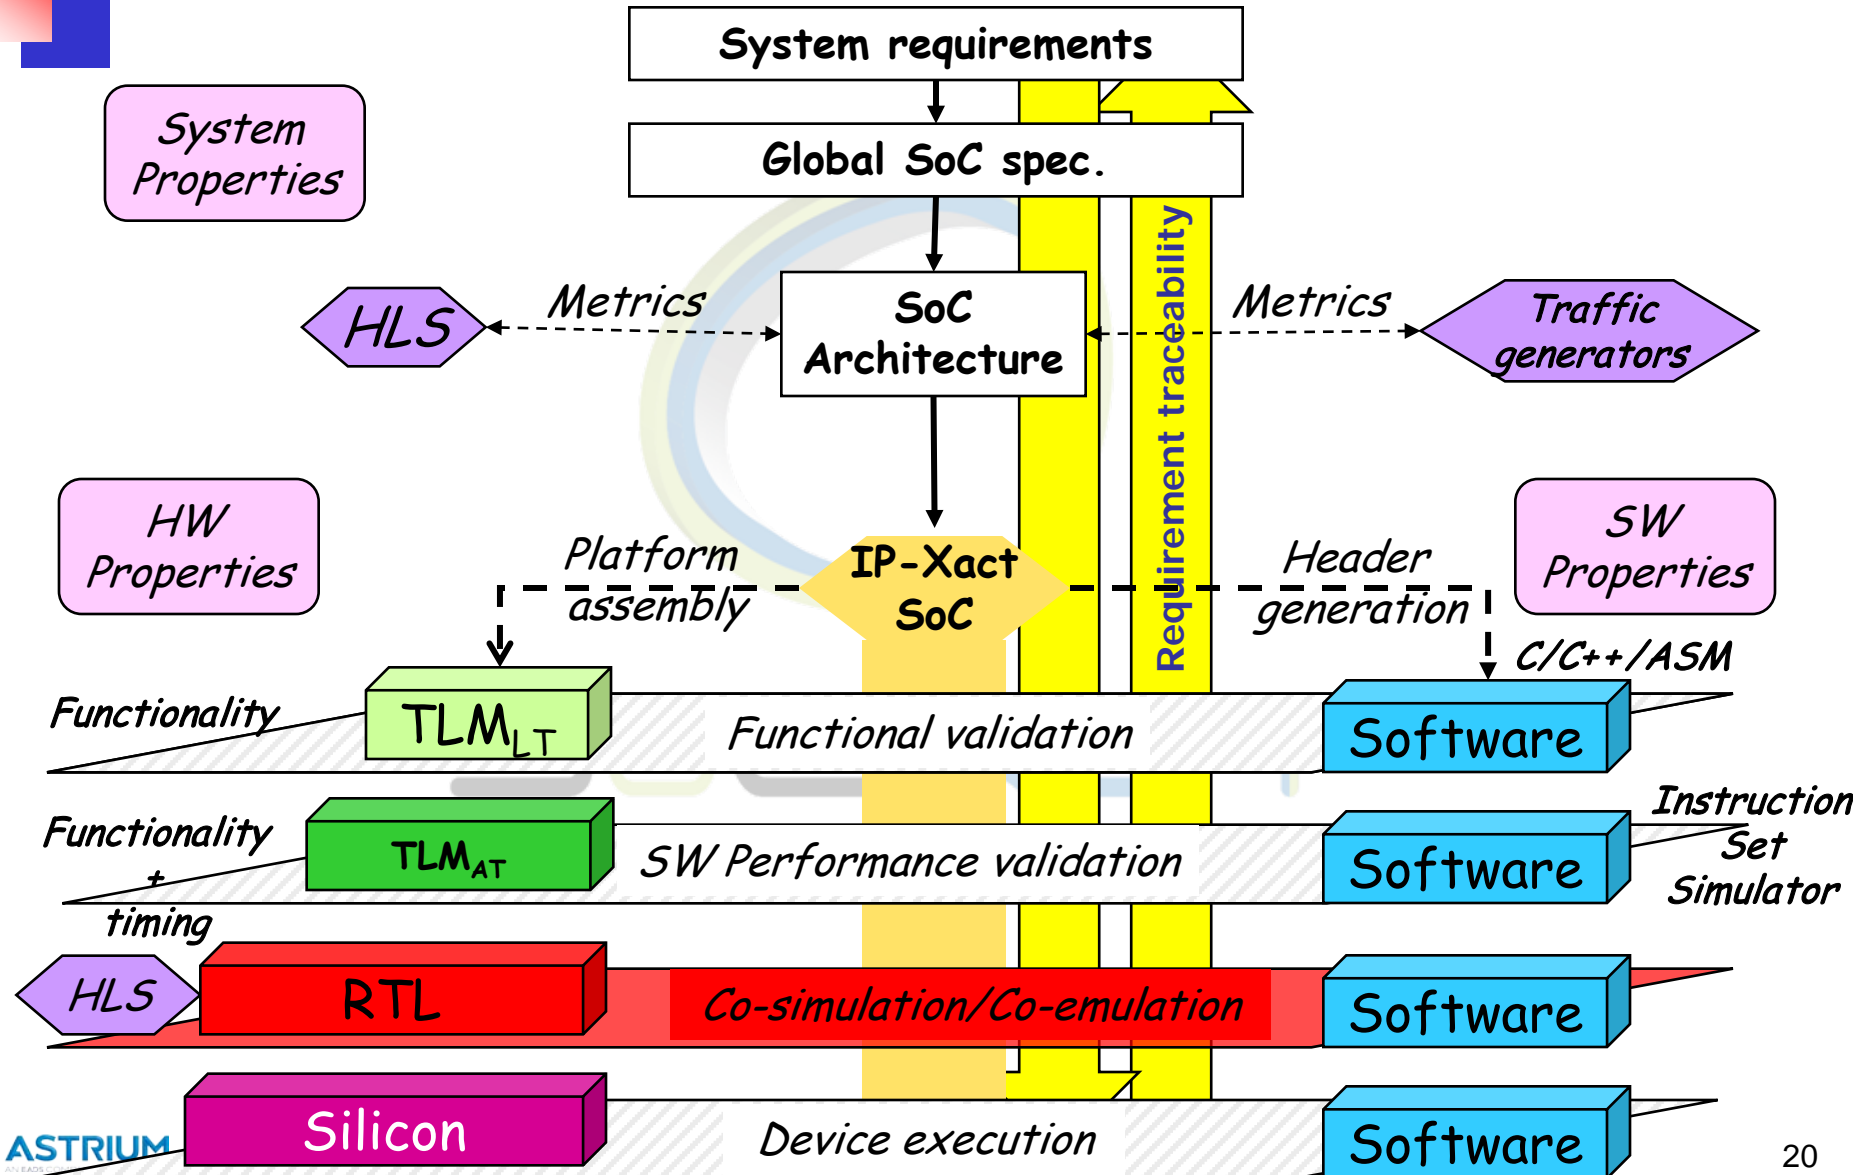 System requirements
System
Properties
Global SoC spec.
Requirement traceability
Metrics
Metrics
HLS
SoC
Architecture
Traffic
generators
HW
Properties
SW
Properties
Platform
assembly
IP-Xact
SoC
Header
generation
C/C++/ASM
Functionality
TLMLT
Functional validation
Software
Functionality
+
timing
TLMAT
SW Performance validation
Software
Instruction
Set
Simulator
HLS
RTL
Co-simulation/Co-emulation
Software
Silicon
Device execution
Software
ASTRIUM
20